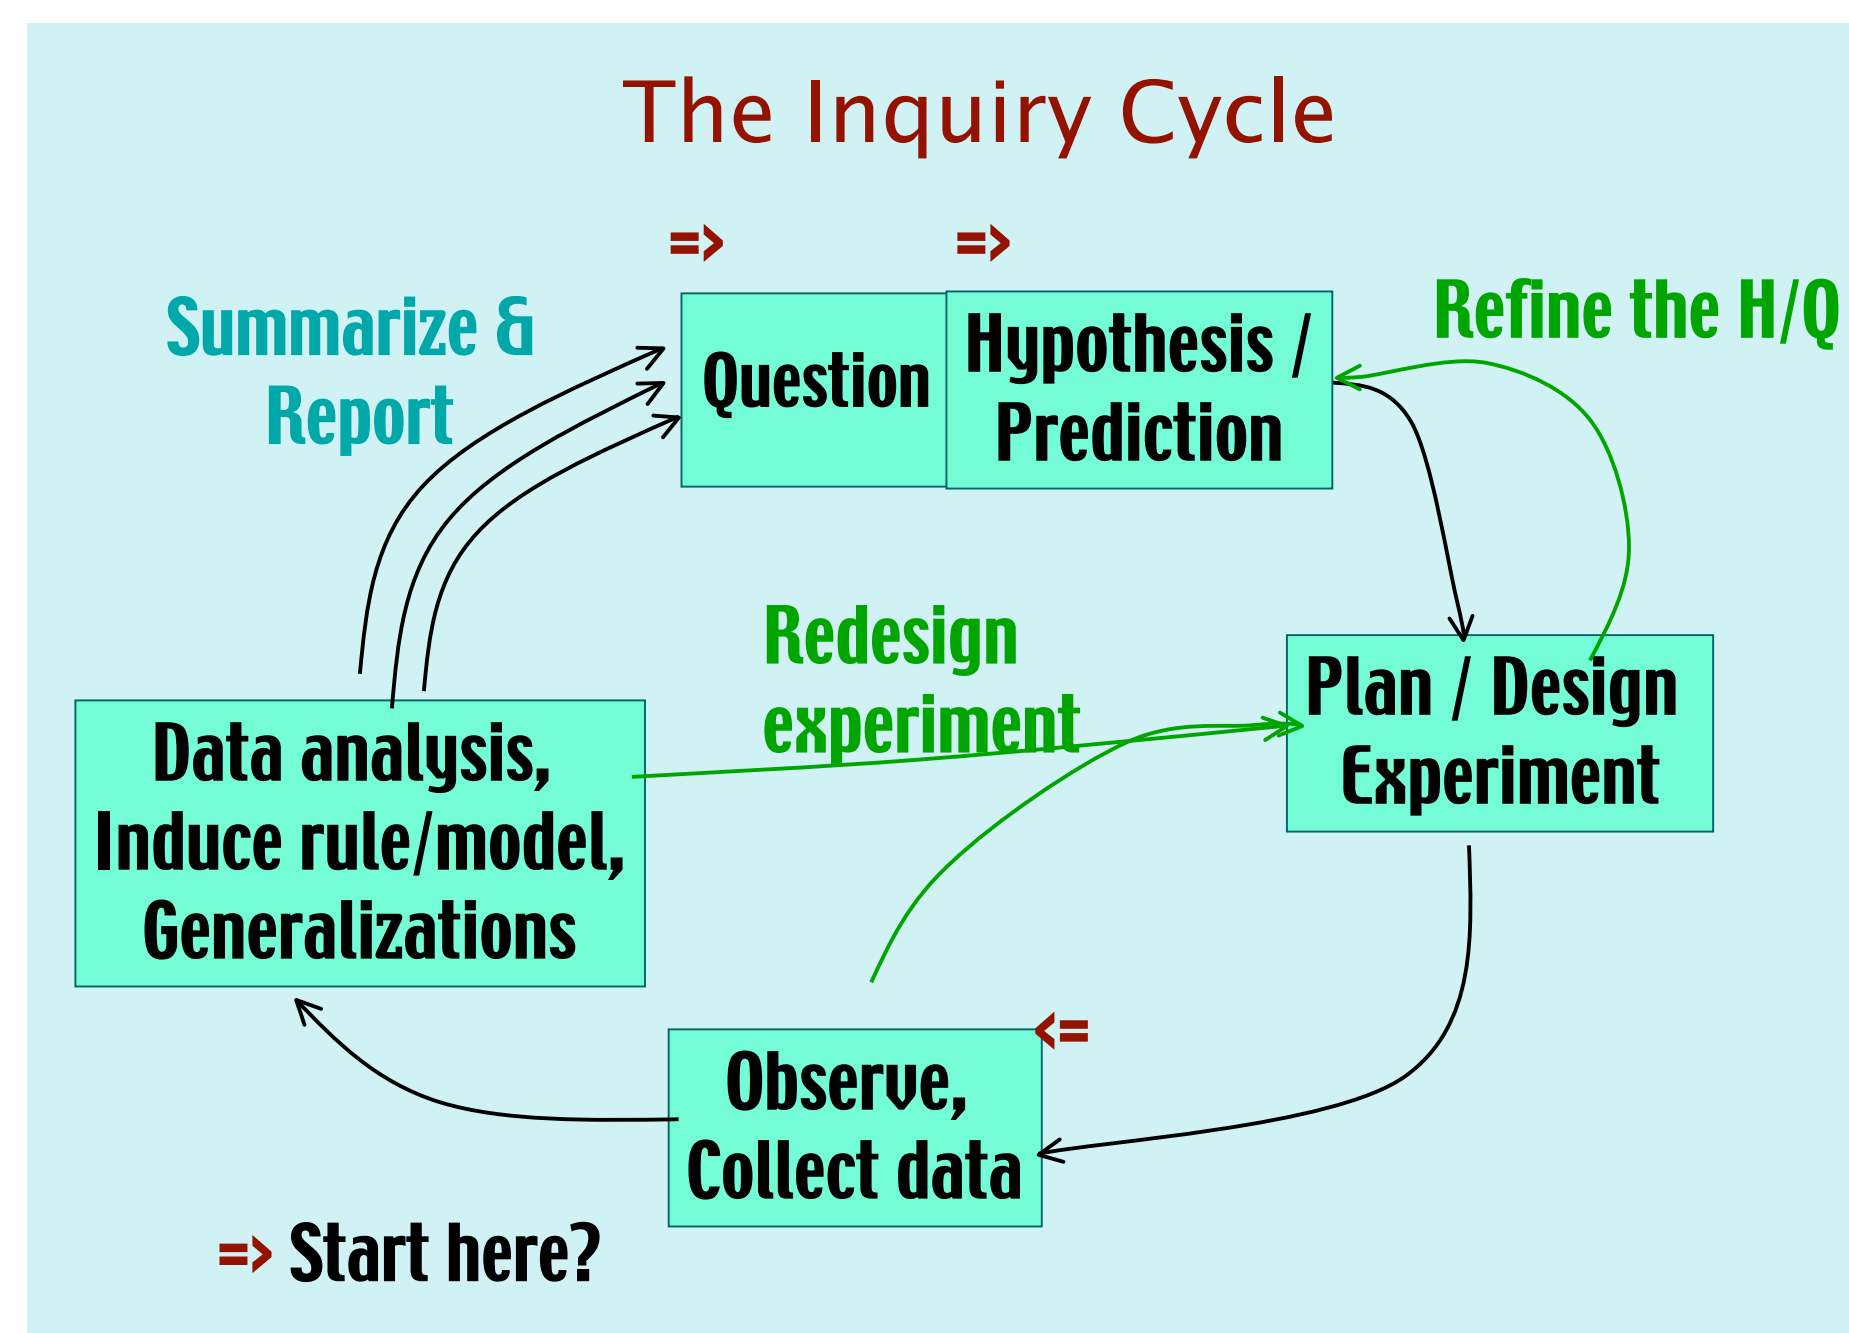 The Inquiry Cycle
=> =>
Summarize &
Report
Question
Hypothesis /
Prediction
Refine the H/Q
Redesign
experiment
Plan / Design
Experiment
Data analysis,
Induce rule/model,
Generalizations
<=
Observe,
Collect data
=> Start here?